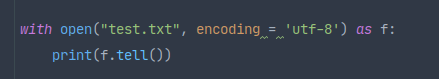 with open("test.txt", encoding = 'utf-8') as f:
    print(f.tell())